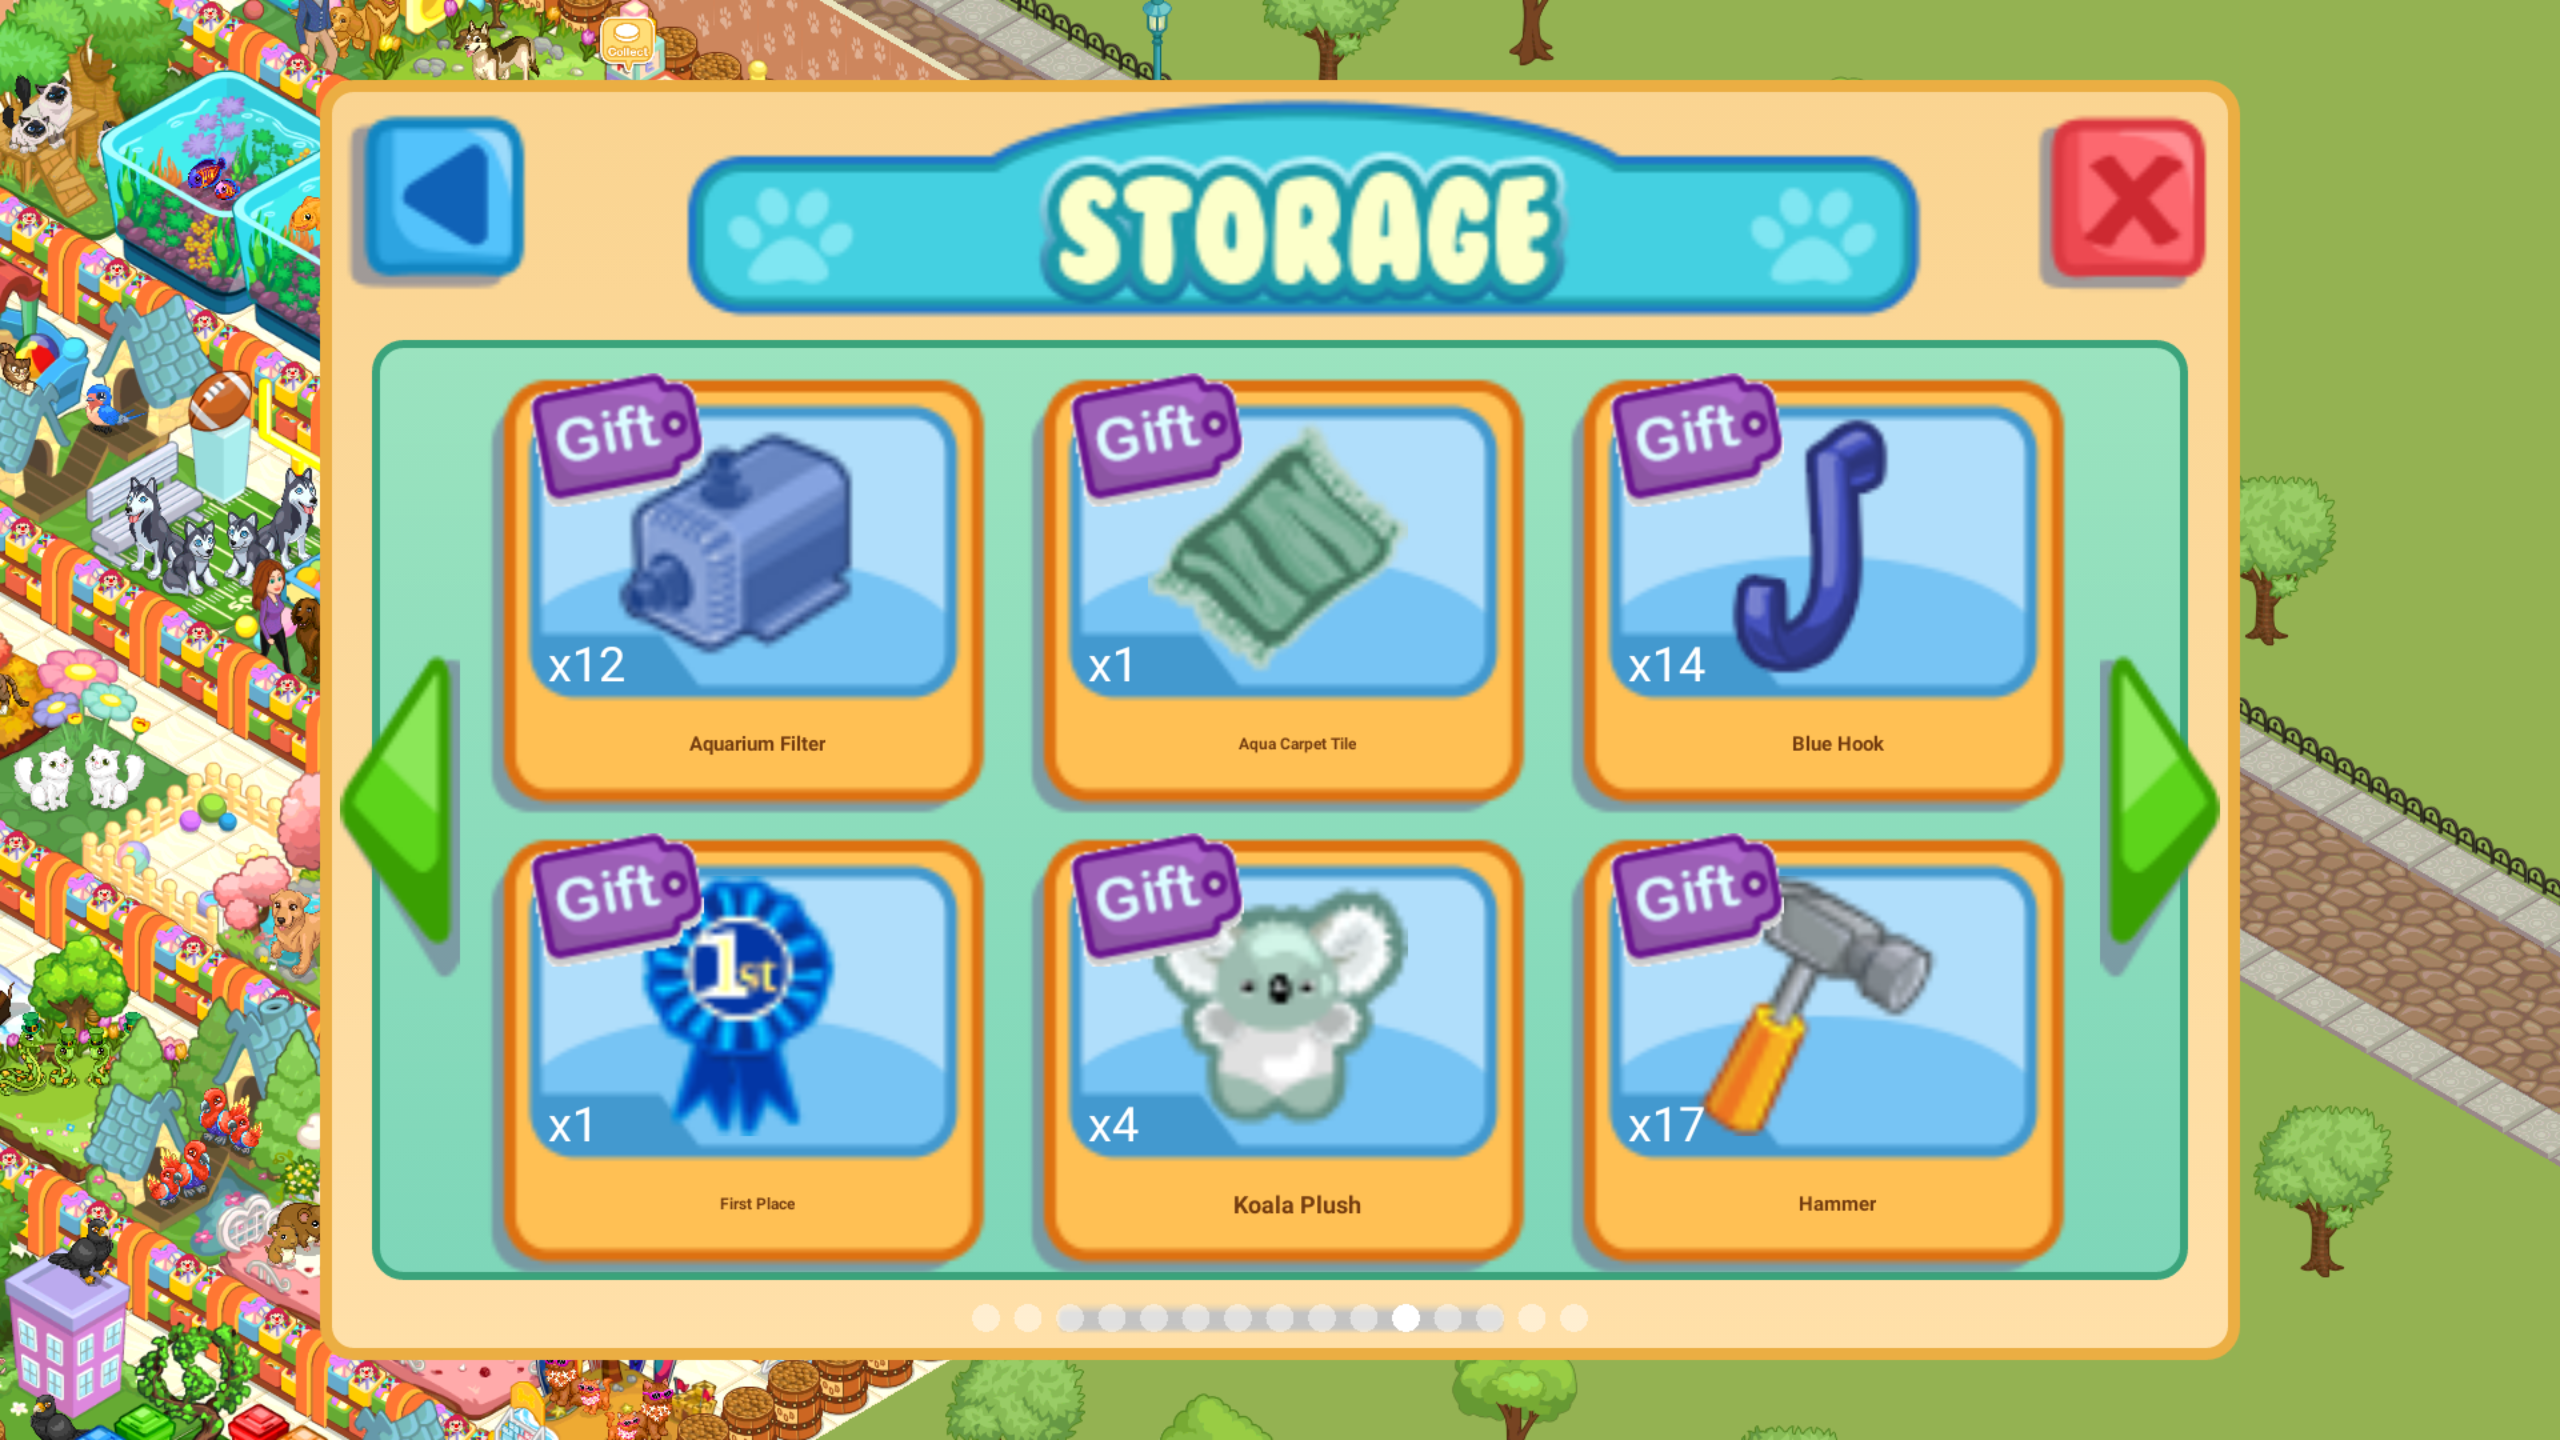 Collect
STORAGE
Gift
x12
Aquarium Filter
Gift
x1
Aqua Carpet Tile
Gift
x14
Blue Hook
Gift
1st
x1
First Place
Gift
x4
Koala Plush
Gift
x17
Hammer